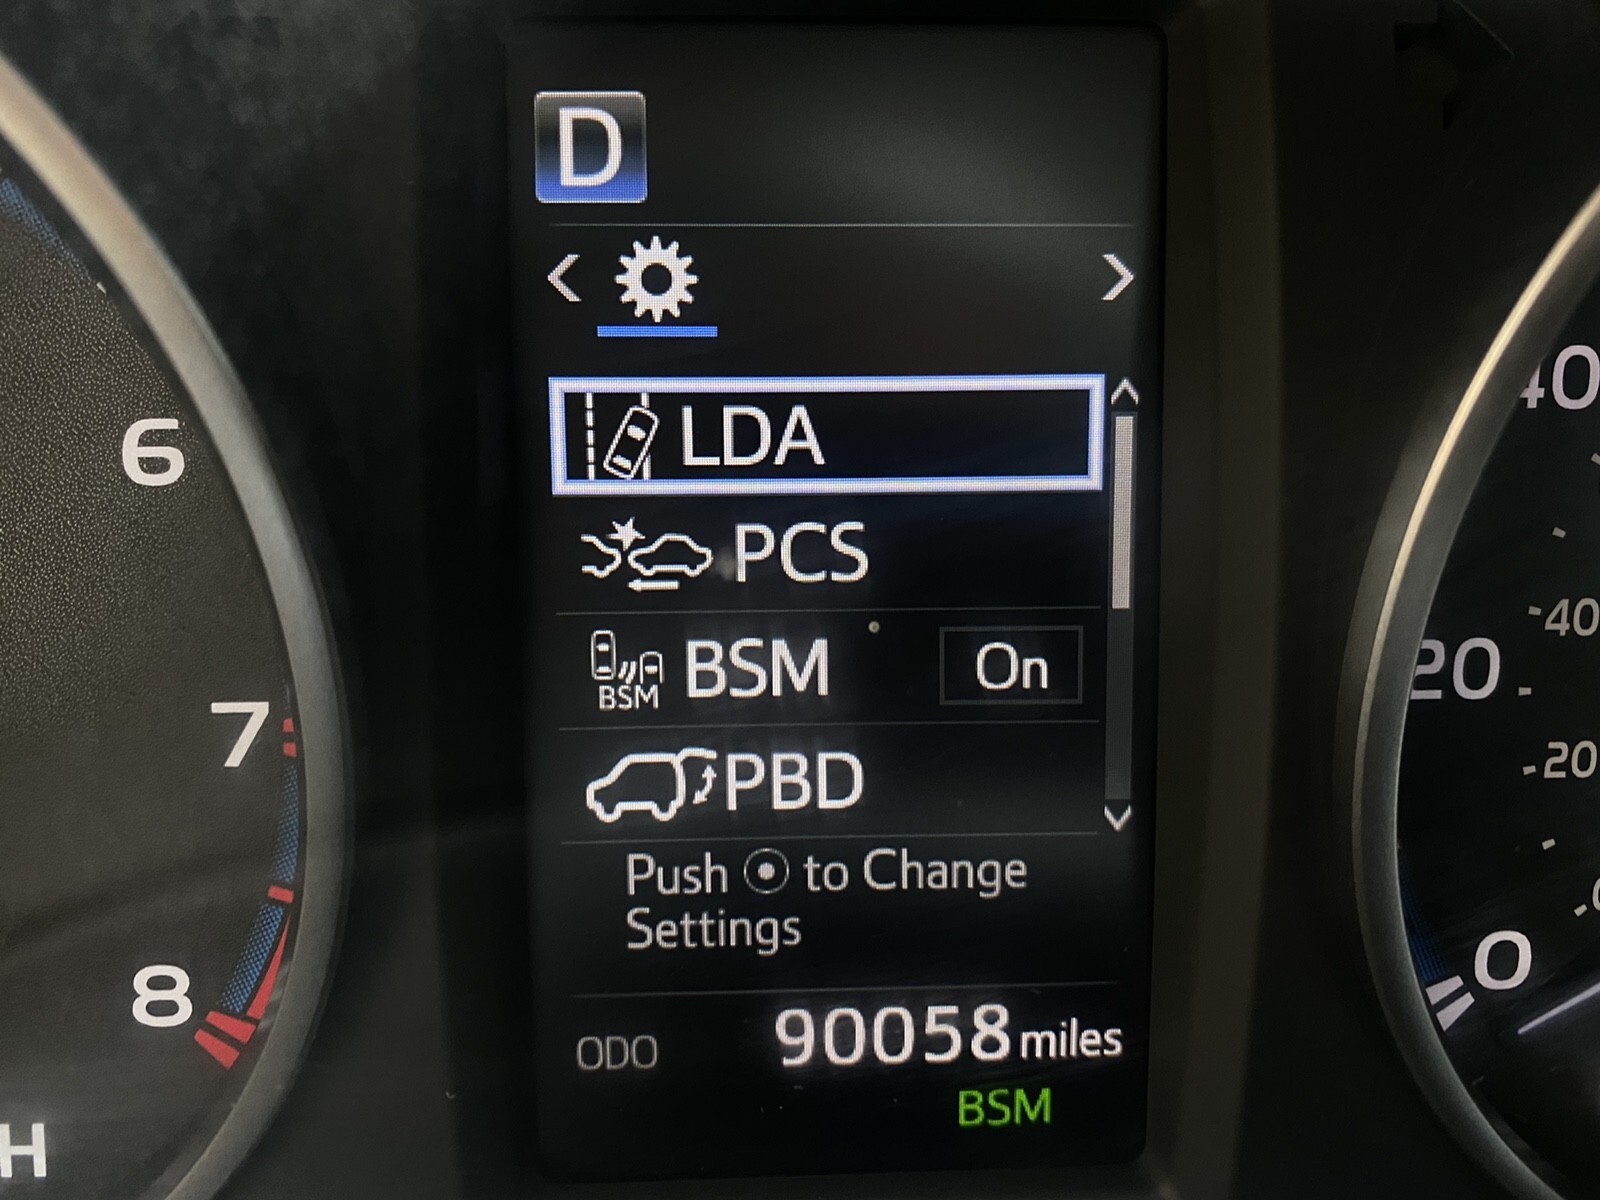 D
LDA
PCS
BSM
BSM
On
PBD
Push to Change
Settings
ODO
90058 miles
BSM
6
7
8
H
40
20
0
40
20